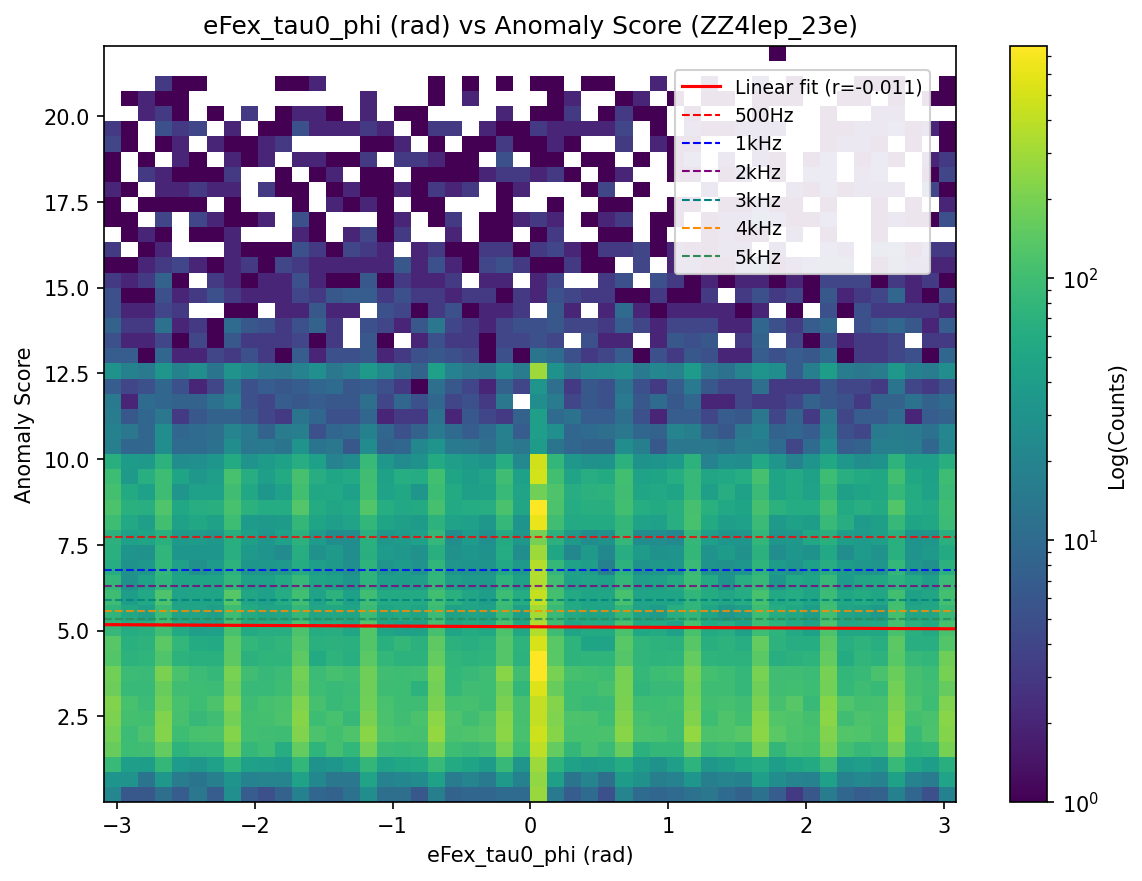 eFex_tau0_phi (rad) vs Anomaly Score (ZZ4lep_23e)
Linear fit (r=-0.011)
500Hz
1kHz
2kHz
3kHz
4kHz
5kHz
20.0
17.5
15.0
12.5
10.0
7.5
5.0
2.5
Anomaly Score
−3
−2
−1
0
1
2
3
eFex_tau0_phi (rad)
10²
10¹
10⁰
Log(Counts)